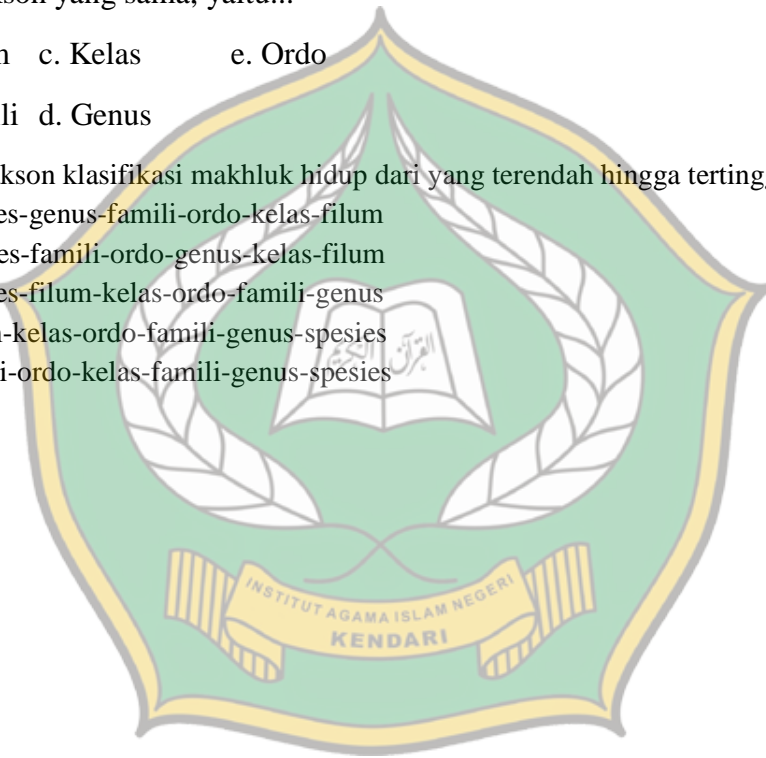 yang sama, yaitu...
c. Kelas e. Ordo
li d. Genus
kson klasifikasi makhluk hidup dari yang terendah hingga terting
es-genus-famili-ordo-kelas-filum
es-famili-ordo-genus-kelas-filum
es-filum-kelas-ordo-famili-genus
-kelas-ordo-famili-genus-spesies
i-ordo-kelas-famili-genus-spesies
القرآن الكريم
INSTITUT AGAMA ISLAM NEGERI
KENDARI